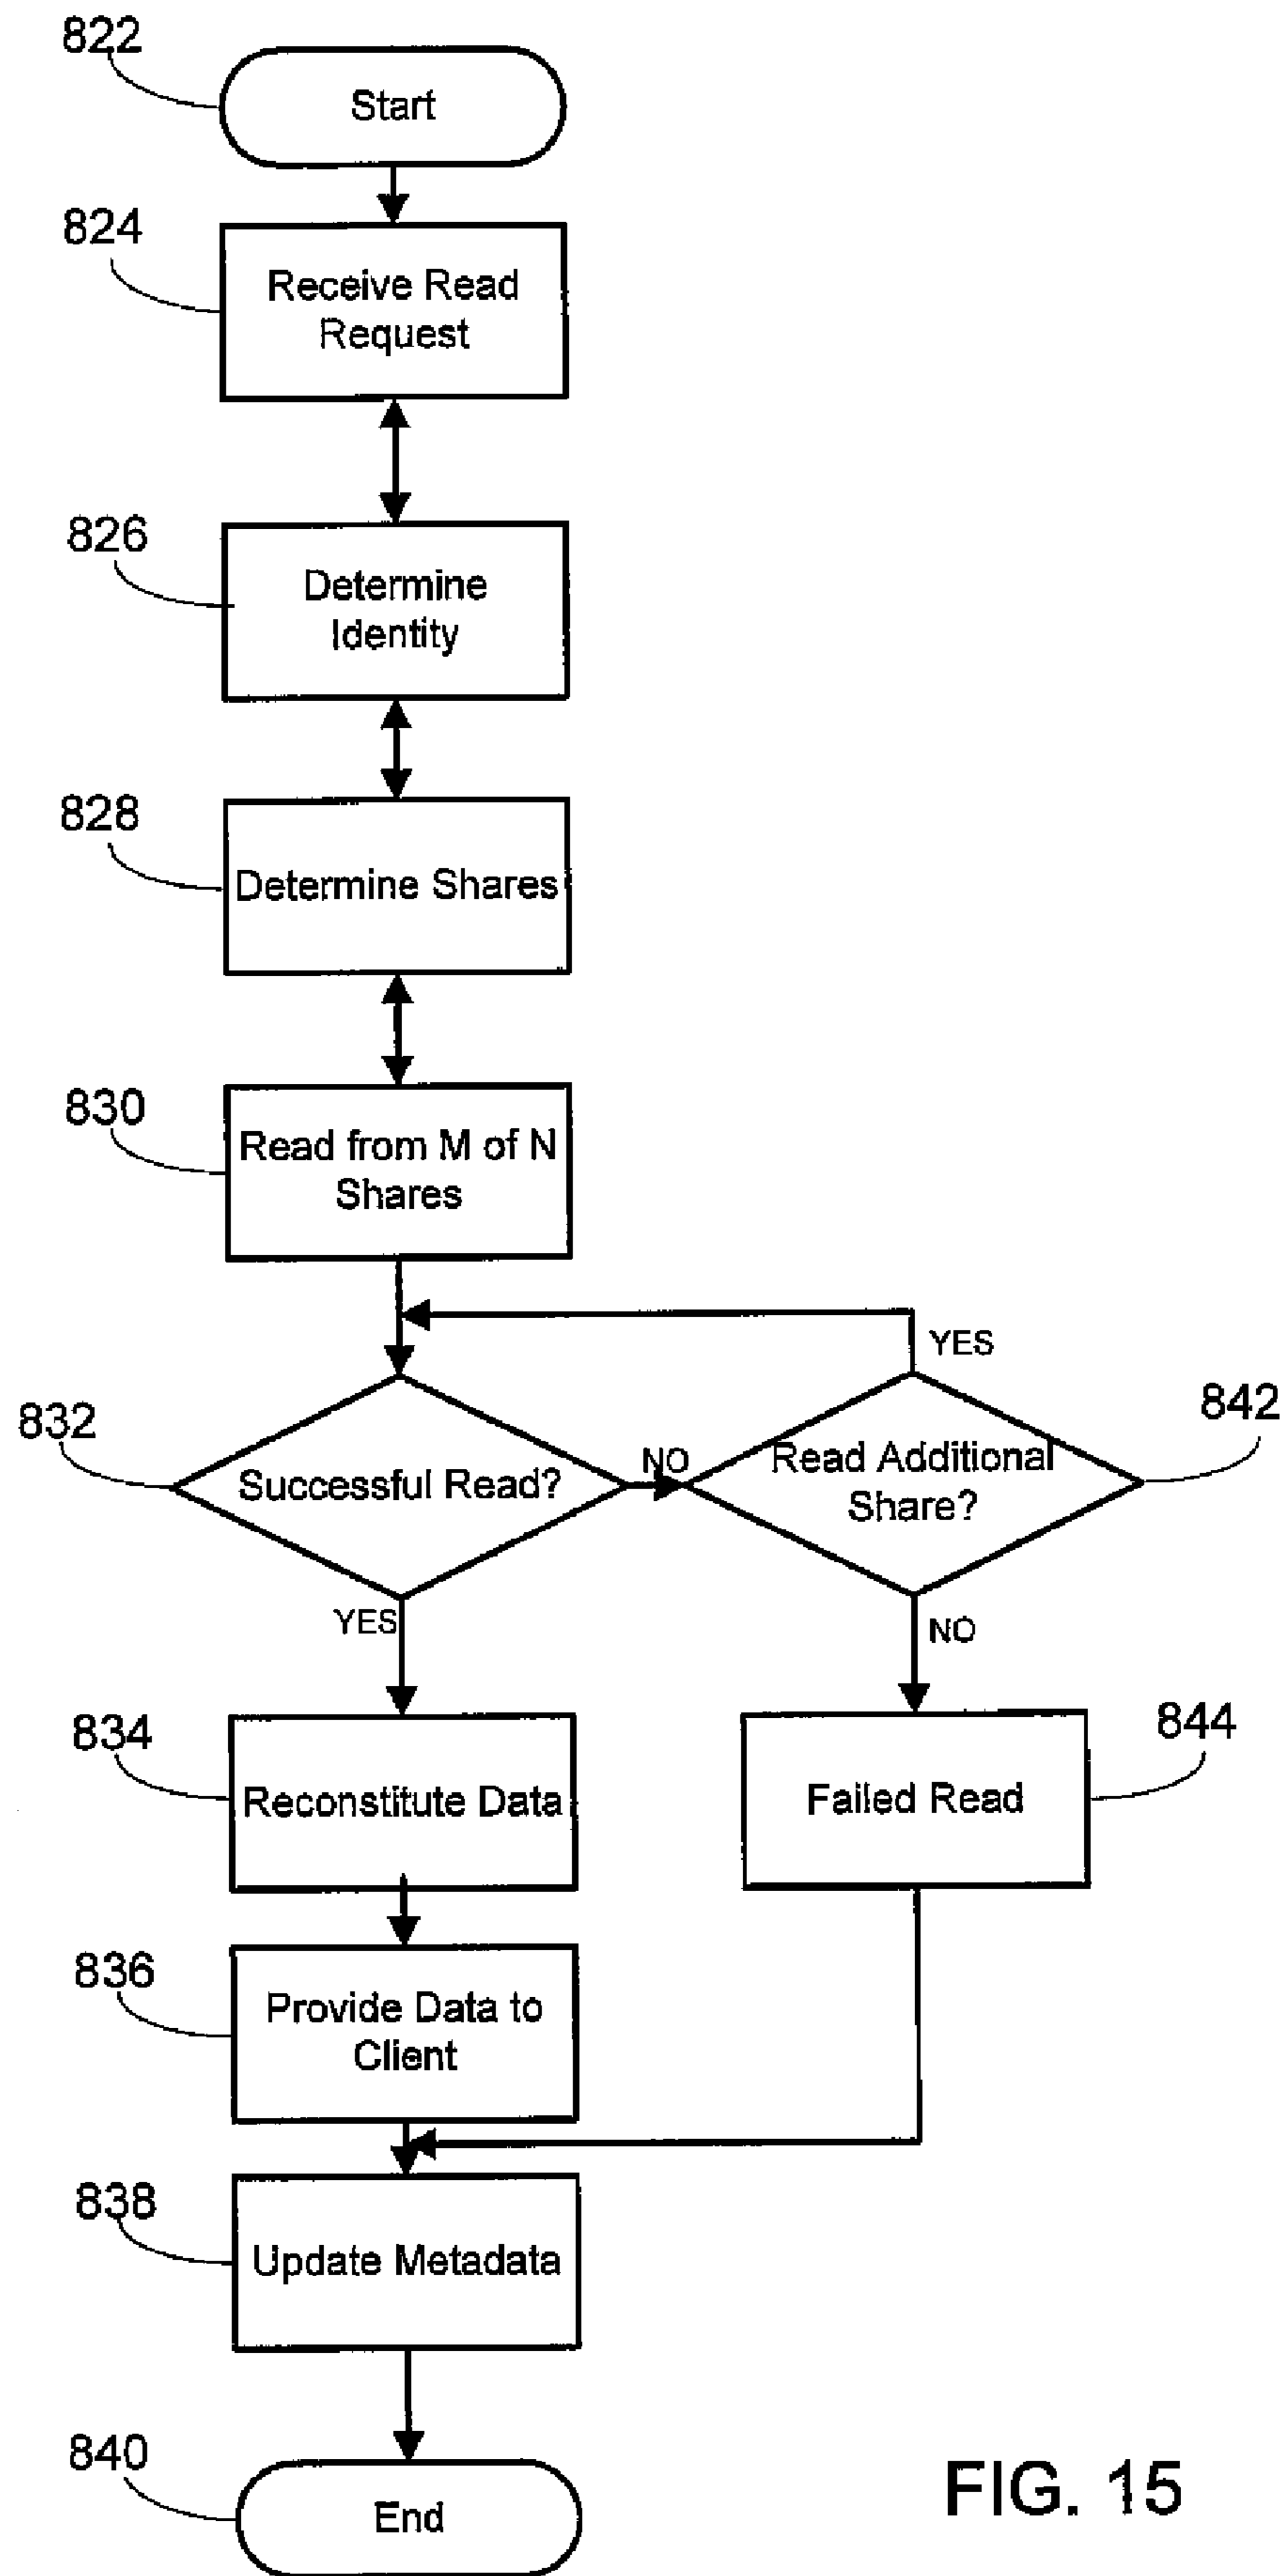 822
Start
824
Receive Read
Request
826
Determine
Identity
828
Determine Shares
830
Read from M of N
Shares
YES
832
Successful Read?
NO
Read Additional
Share?
842
YES
NO
834
Reconstitute Data
844
Failed Read
836
Provide Data to
Client
838
Update Metadata
840
End
FIG. 15